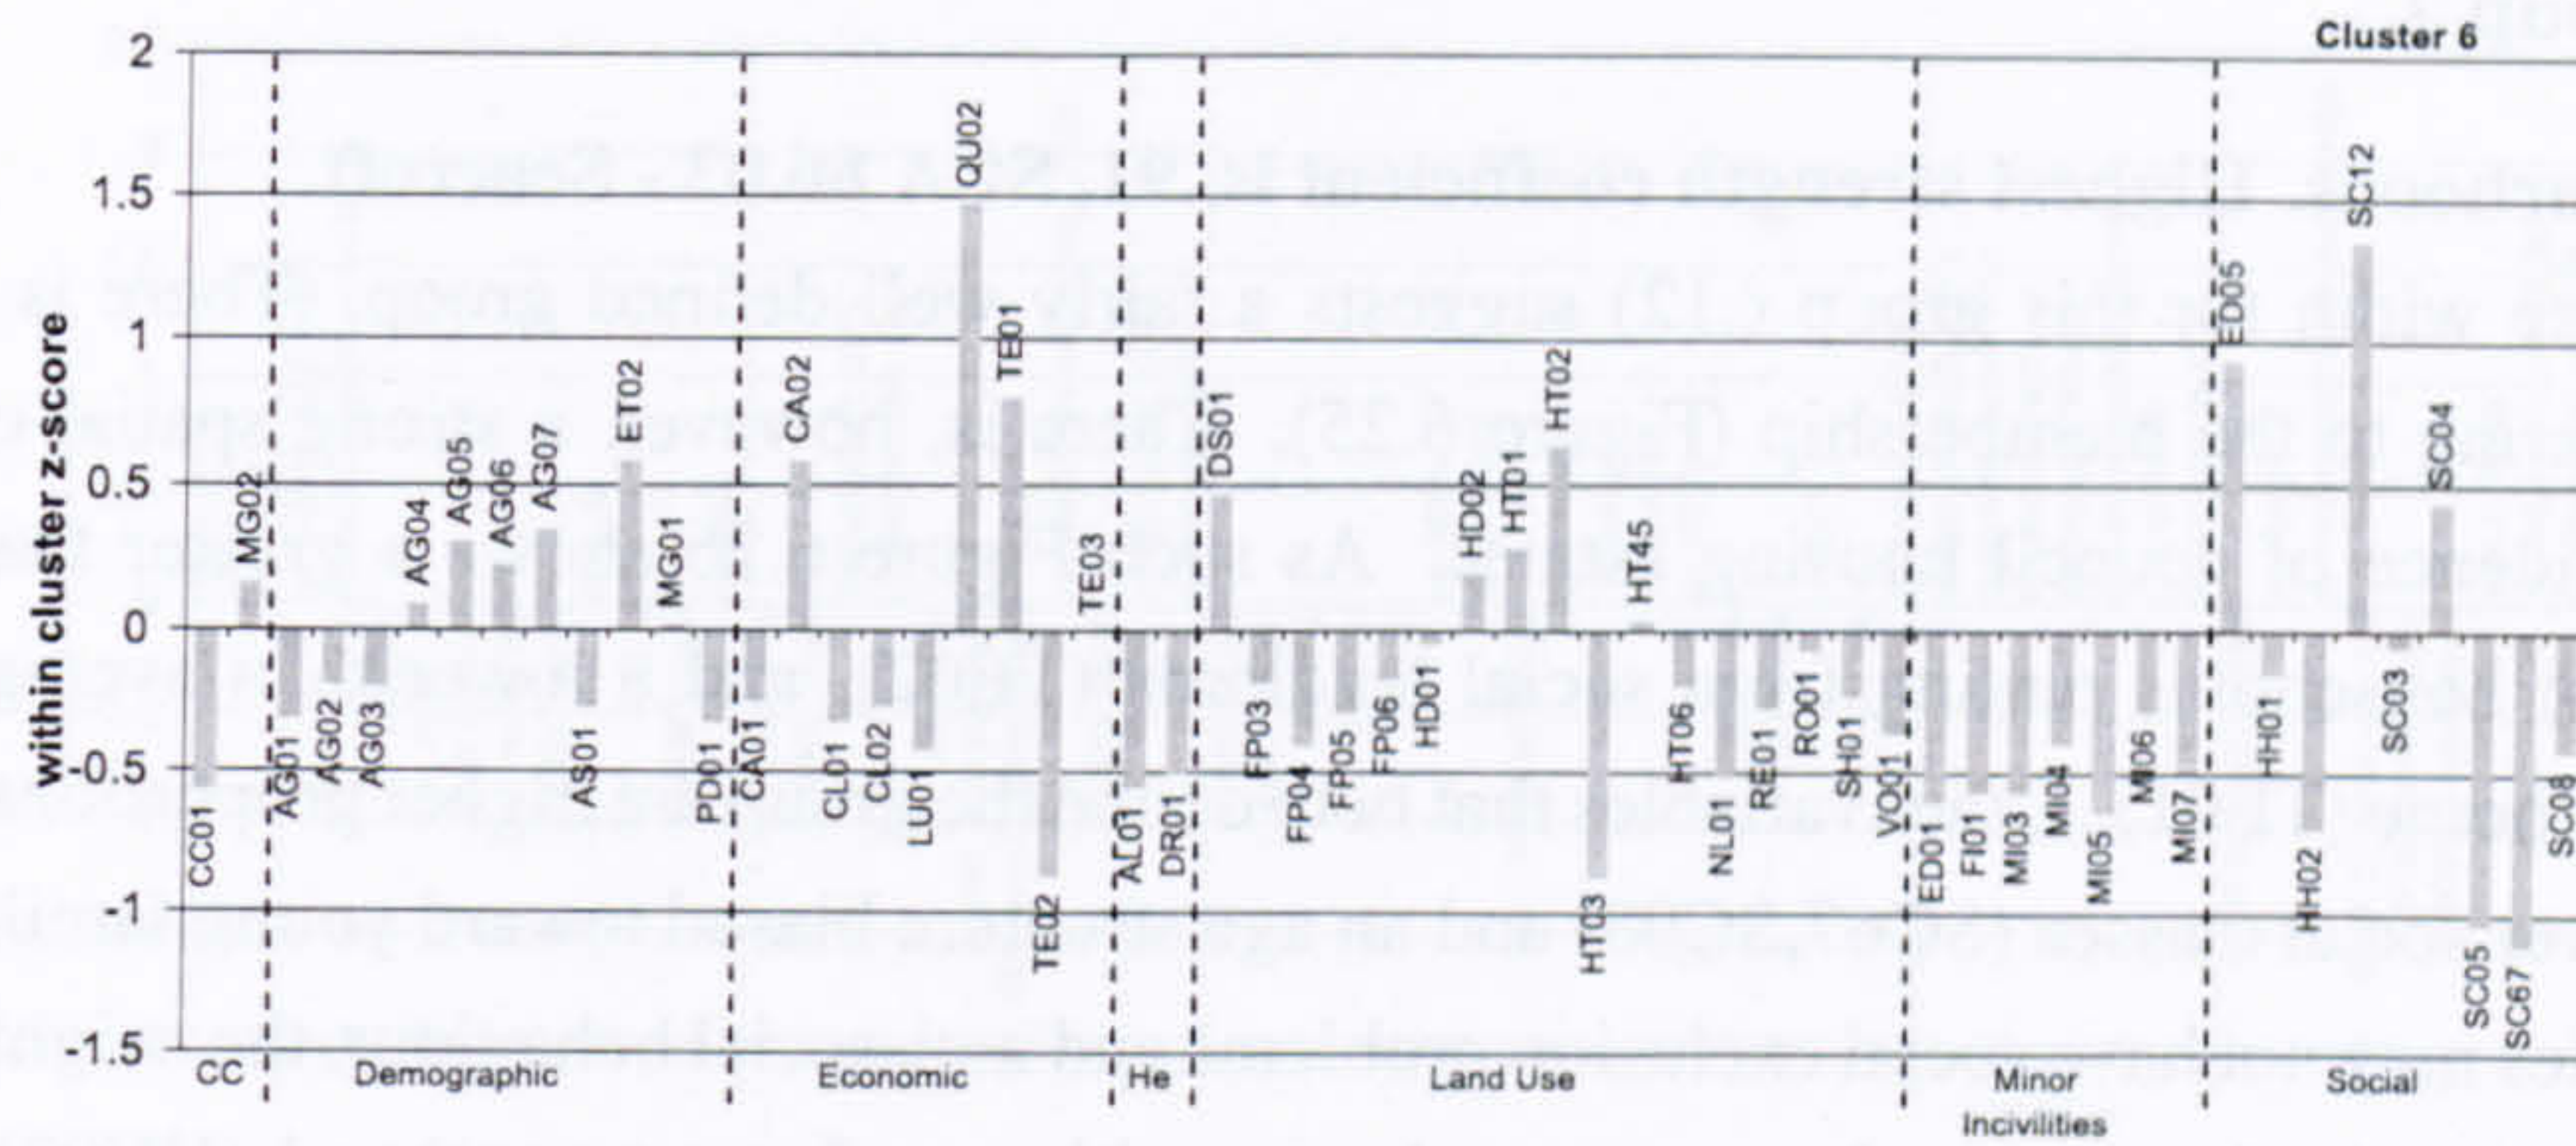 Cluster 6
within cluster z-score
2
1.5
1
0.5
0
-0.5
-1
-1.5
CC01
MG02
AG01
AG02
AG03
AG04
AG05
AG06
AG07
AS01
ET02
MG01
PD01
CA01
CA02
CL01
CL02
LU01
QU02
TE01
TE02
TE03
AL01
DR01
DS01
FP03
FP04
FP05
FP06
HD01
HD02
HT01
HT02
HT03
HT45
HT06
NL01
RE01
RO01
SH01
VO01
ED01
FI01
MI03
MI04
MI05
MI06
MI07
ED05
HH01
HH02
SC12
SC03
SC04
SC05
SC67
SC08
CC
Demographic
Economic
He
Land Use
Minor
Incivilities
Social